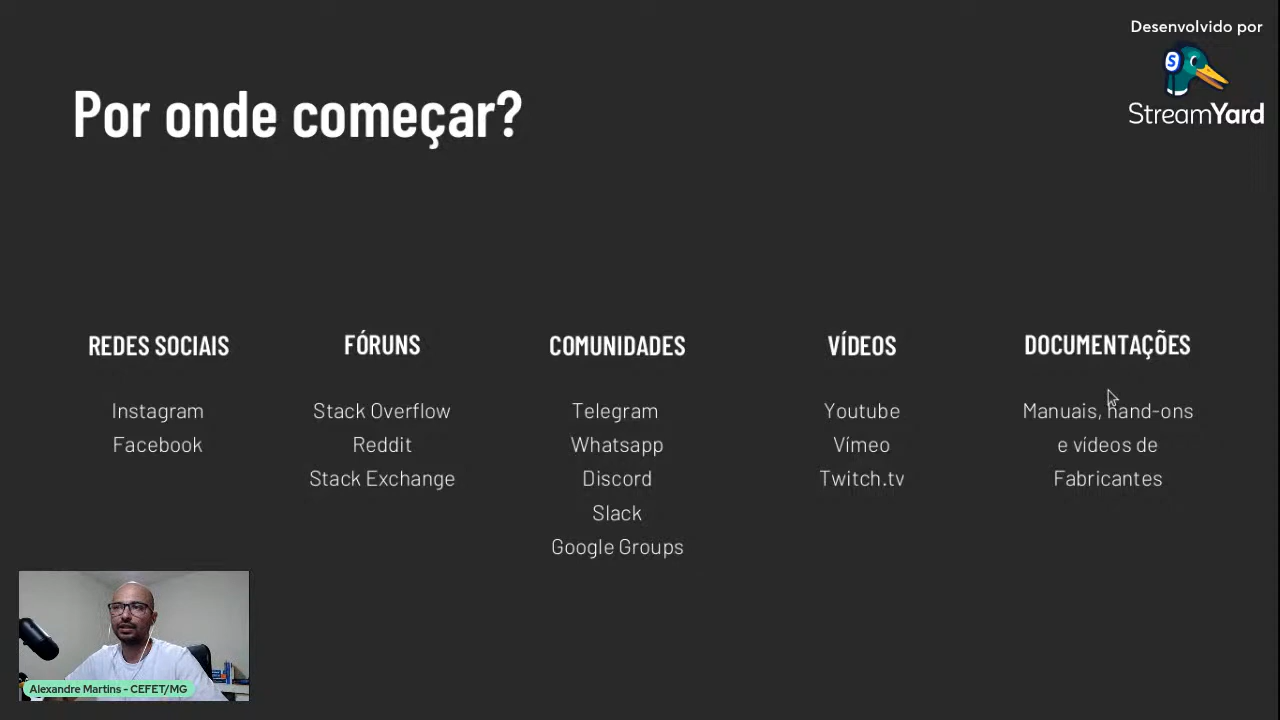 Desenvolvido por
S
StreamYard
Por onde começar?
REDES SOCIAIS
Instagram
Facebook
FÓRUNS
Stack Overflow
Reddit
Stack Exchange
COMUNIDADES
Telegram
Whatsapp
Discord
Slack
Google Groups
VÍDEOS
Youtube
Vímeo
Twitch.tv
DOCUMENTAÇÕES
Manuais, hand-ons
e vídeos de
Fabricantes
Alexandre Martins - CEFET/MG